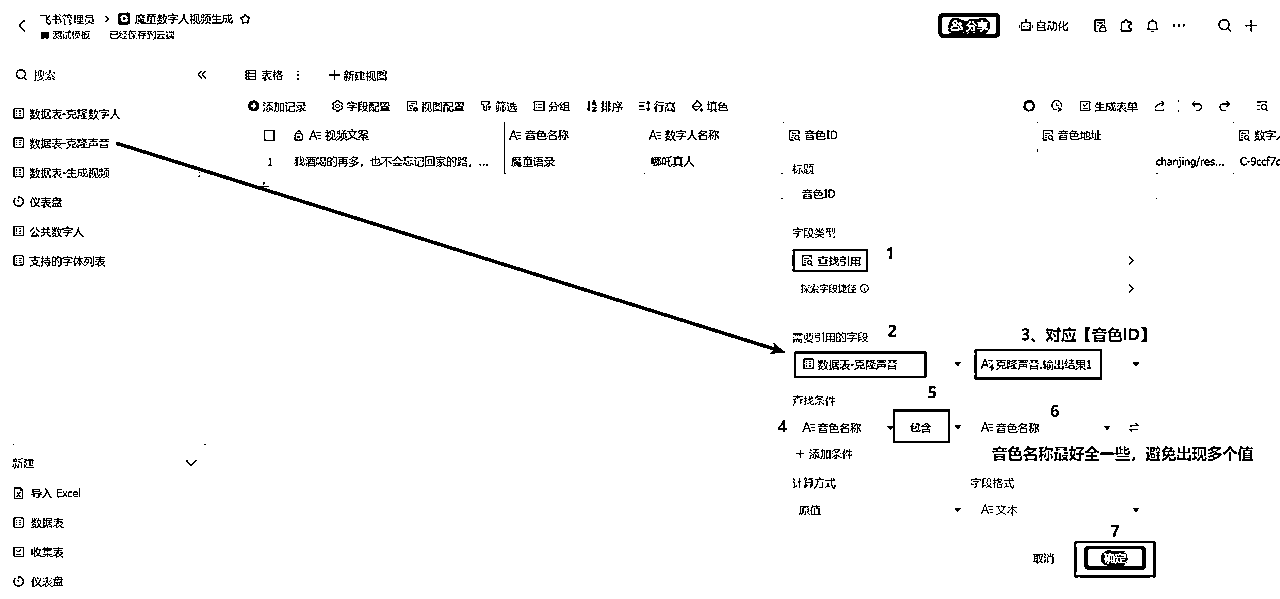 飞书管理员 > 魔童数字人视频生成
测试模板 已经保存到云端
分享 自动化
搜索
表格 新建视图
数据表-克隆数字人
数据表-克隆声音
数据表-生成视频
仪表盘
公共数字人
支持的字体列表
添加记录 字段配置 视图配置 筛选 分组 排序 行高 填色 生成表单
视频文案 音色名称 数字人名称 音色ID 音色地址 数字人
1 我酒喝的再多，也不会忘记回家的路，... 魔童语录 哪吒真人 chanjing/res... C-9ccf7c
标题
音色ID
字段类型
查找引用 1
探索字段捷径
需要引用的字段 2 3、对应【音色ID】
数据表-克隆声音 克隆声音.输出结果1
查找条件 5
4 音色名称 包含 音色名称 6
添加条件
音色名称最好全一些，避免出现多个值
计算方式 字段格式
原值 文本
7
取消 确定
新建
导入 Excel
数据表
收集表
仪表盘